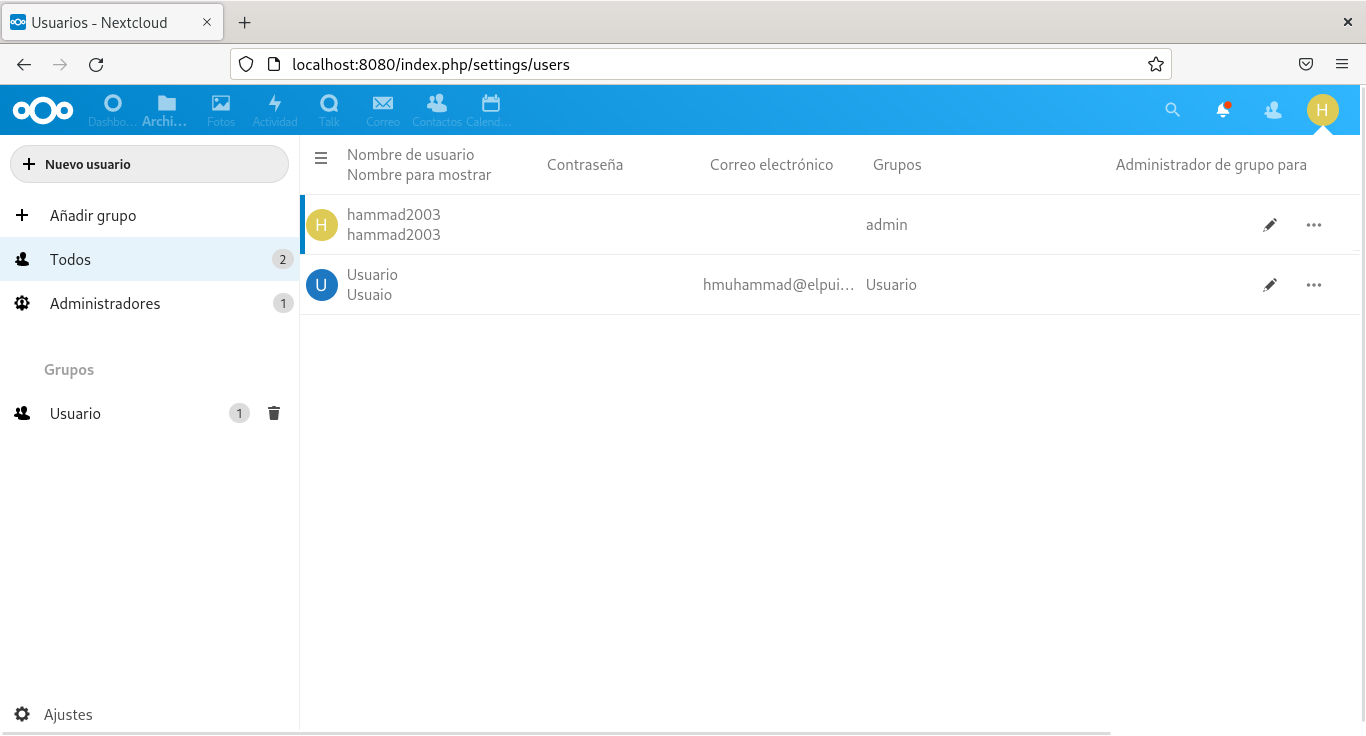 Usuarios - Nextcloud
localhost:8080/index.php/settings/users
Dashbo...
Archi...
Fotos
Actividad
Talk
Correo
Contactos
Calend...
H
Nuevo usuario
Añadir grupo
Todos 2
Administradores 1
Grupos
Usuario 1
Ajustes
Nombre de usuario
Nombre para mostrar
Contraseña
Correo electrónico
Grupos
Administrador de grupo para
H
hammad2003
hammad2003
admin
U
Usuario
Usuaio
hmuhammad@elpui...
Usuario